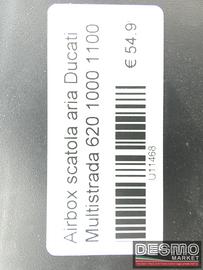 Airbox scatola aria Ducati
Multistrada 620 1000 1100
€ 54.9
U11468
DESMO
MARKET